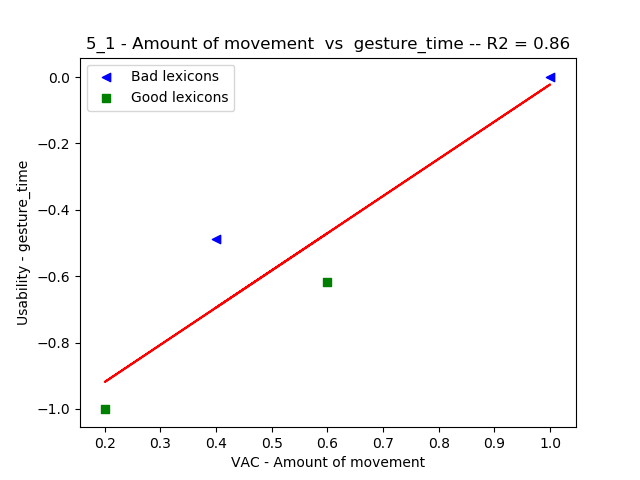 5_1 - Amount of movement  vs  gesture_time -- R2 = 0.86
Bad lexicons
Good lexicons
0.0
−0.2
−0.4
−0.6
−0.8
−1.0
Usability - gesture_time
0.2 0.3 0.4 0.5 0.6 0.7 0.8 0.9 1.0
VAC - Amount of movement